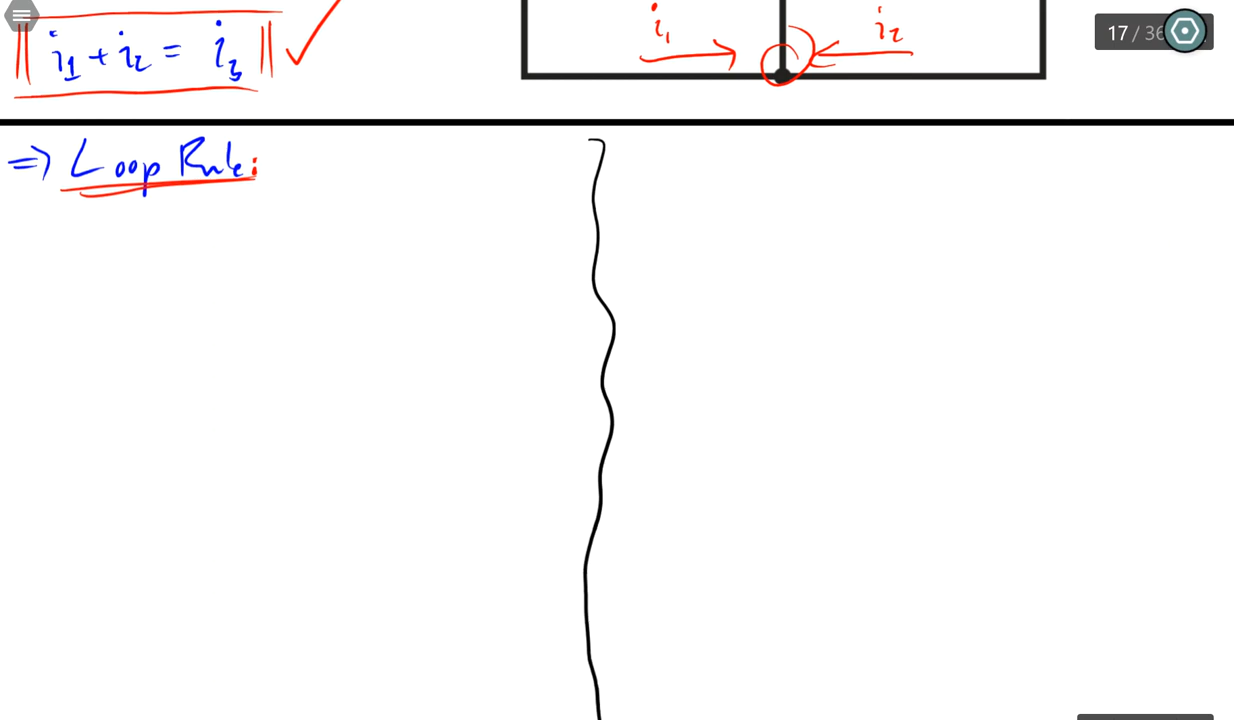 i₁ + i₂ = i₃
i₁
i₂
17 / 36
=> Loop Rule: